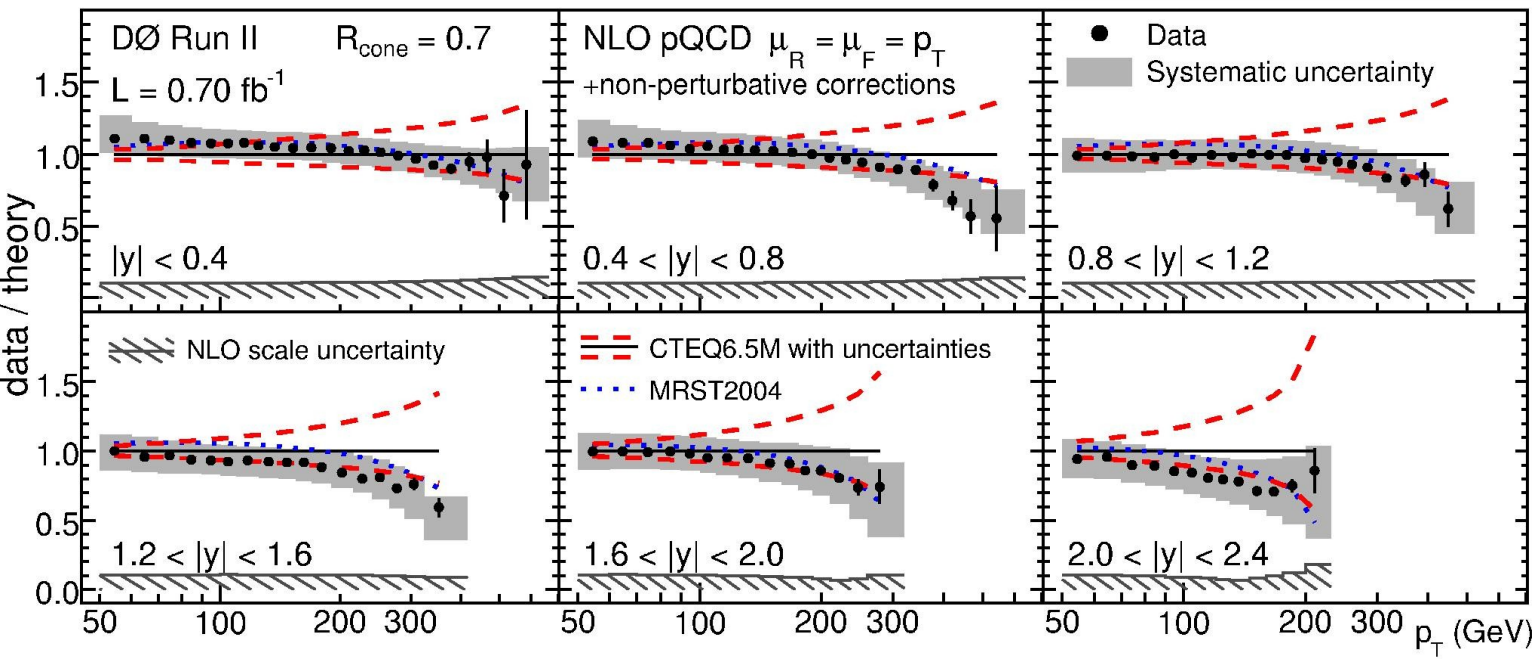 DØ Run II R_cone = 0.7
L = 0.70 fb⁻¹
|y| < 0.4
NLO pQCD μ_R = μ_F = p_T
+non-perturbative corrections
0.4 < |y| < 0.8
Data
Systematic uncertainty
0.8 < |y| < 1.2
1.5
1.0
0.5
data / theory
NLO scale uncertainty
1.2 < |y| < 1.6
CTEQ6.5M with uncertainties
MRST2004
1.6 < |y| < 2.0
2.0 < |y| < 2.4
1.5
1.0
0.5
0.0
50 100 200 300 50 100 200 300 50 100 200 300 p_T (GeV)